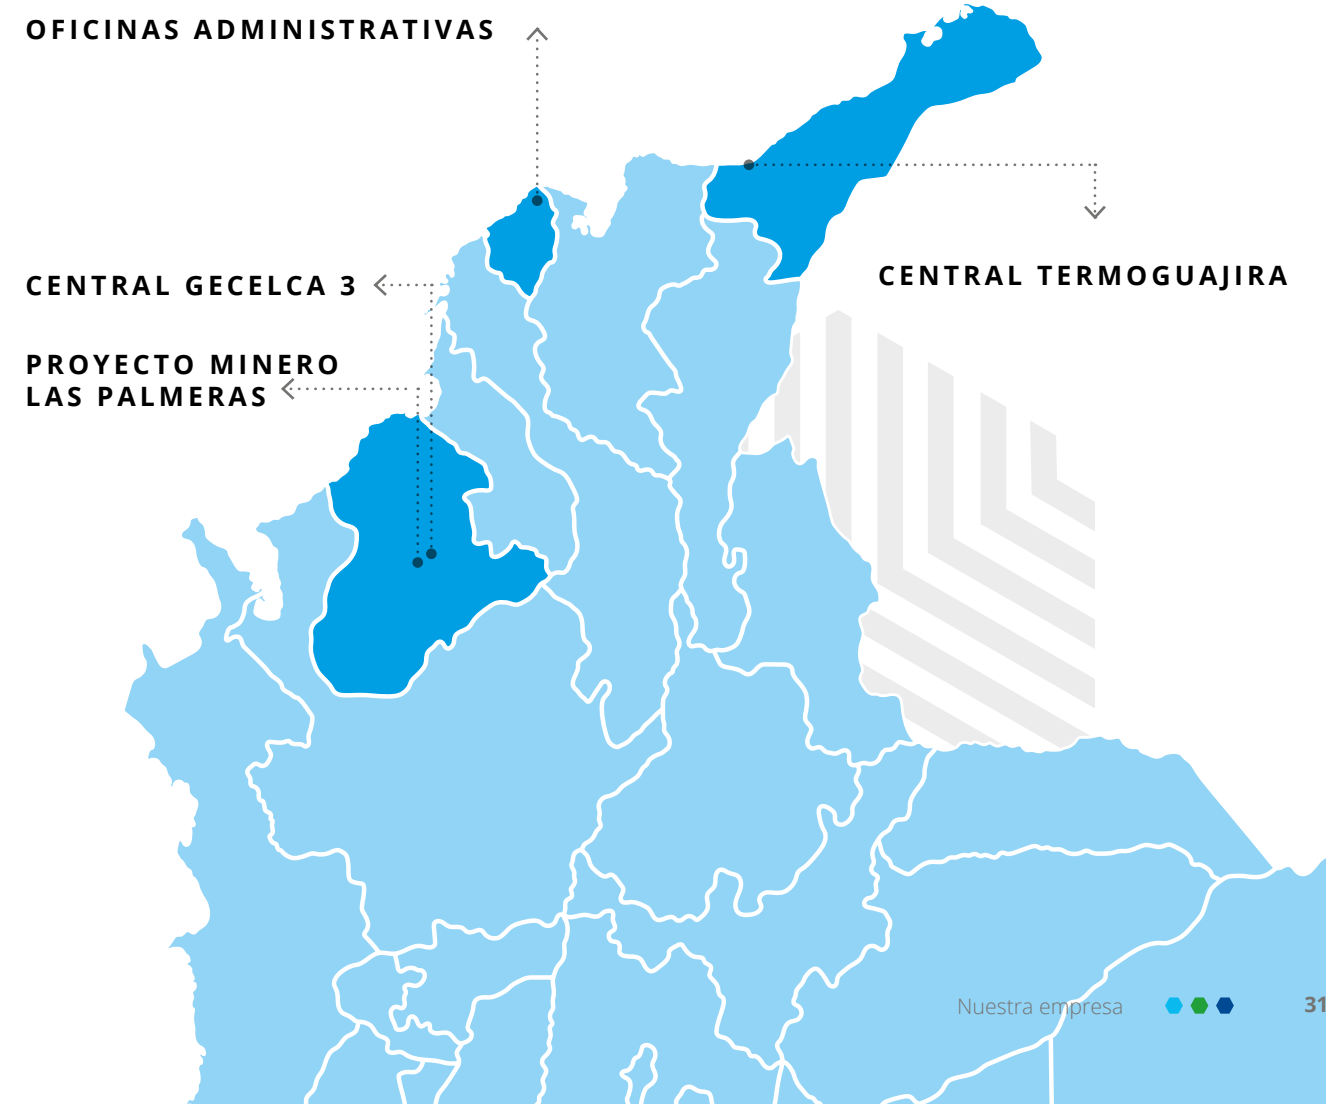 OFICINAS ADMINISTRATIVAS
CENTRAL TERMOGUAJIRA
CENTRAL GECELCA 3
PROYECTO MINERO
LAS PALMERAS
Nuestra empresa
31